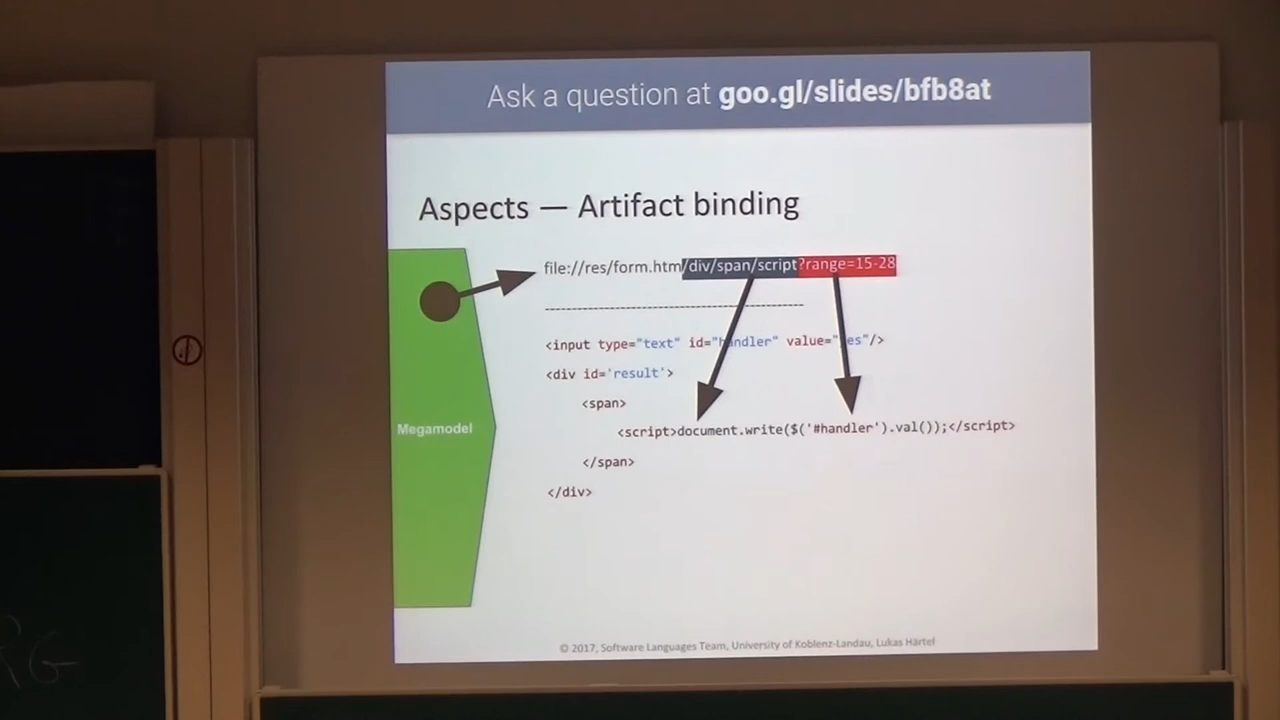 Ask a question at goo.gl/slides/bfb8at
Aspects — Artifact binding
file://res/form.htm/div/span/script?range=15-28
--------------------------------------------------------------
<input type="text" id="handler" value="yes"/>
<div id='result'>
<span>
Megamodel
<script>document.write($('#handler').val());</script>
</span>
</div>
© 2017, Software Languages Team, University of Koblenz-Landau, Lukas Härtel